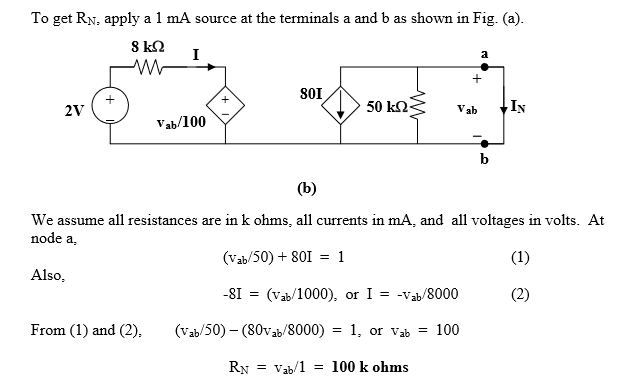 To get R_N, apply a 1 mA source at the terminals a and b as shown in Fig. (a).
8 kΩ
I
a
+
2V
+
V_ab/100
+
80I
50 kΩ
V_ab
I_N
b
(b)
We assume all resistances are in k ohms, all currents in mA, and all voltages in volts. At
node a,
(v_ab/50) + 80I = 1 (1)
Also,
-8I = (v_ab/1000), or I = -v_ab/8000 (2)
From (1) and (2), (v_ab/50) – (80v_ab/8000) = 1, or v_ab = 100
R_N = v_ab/1 = 100 k ohms